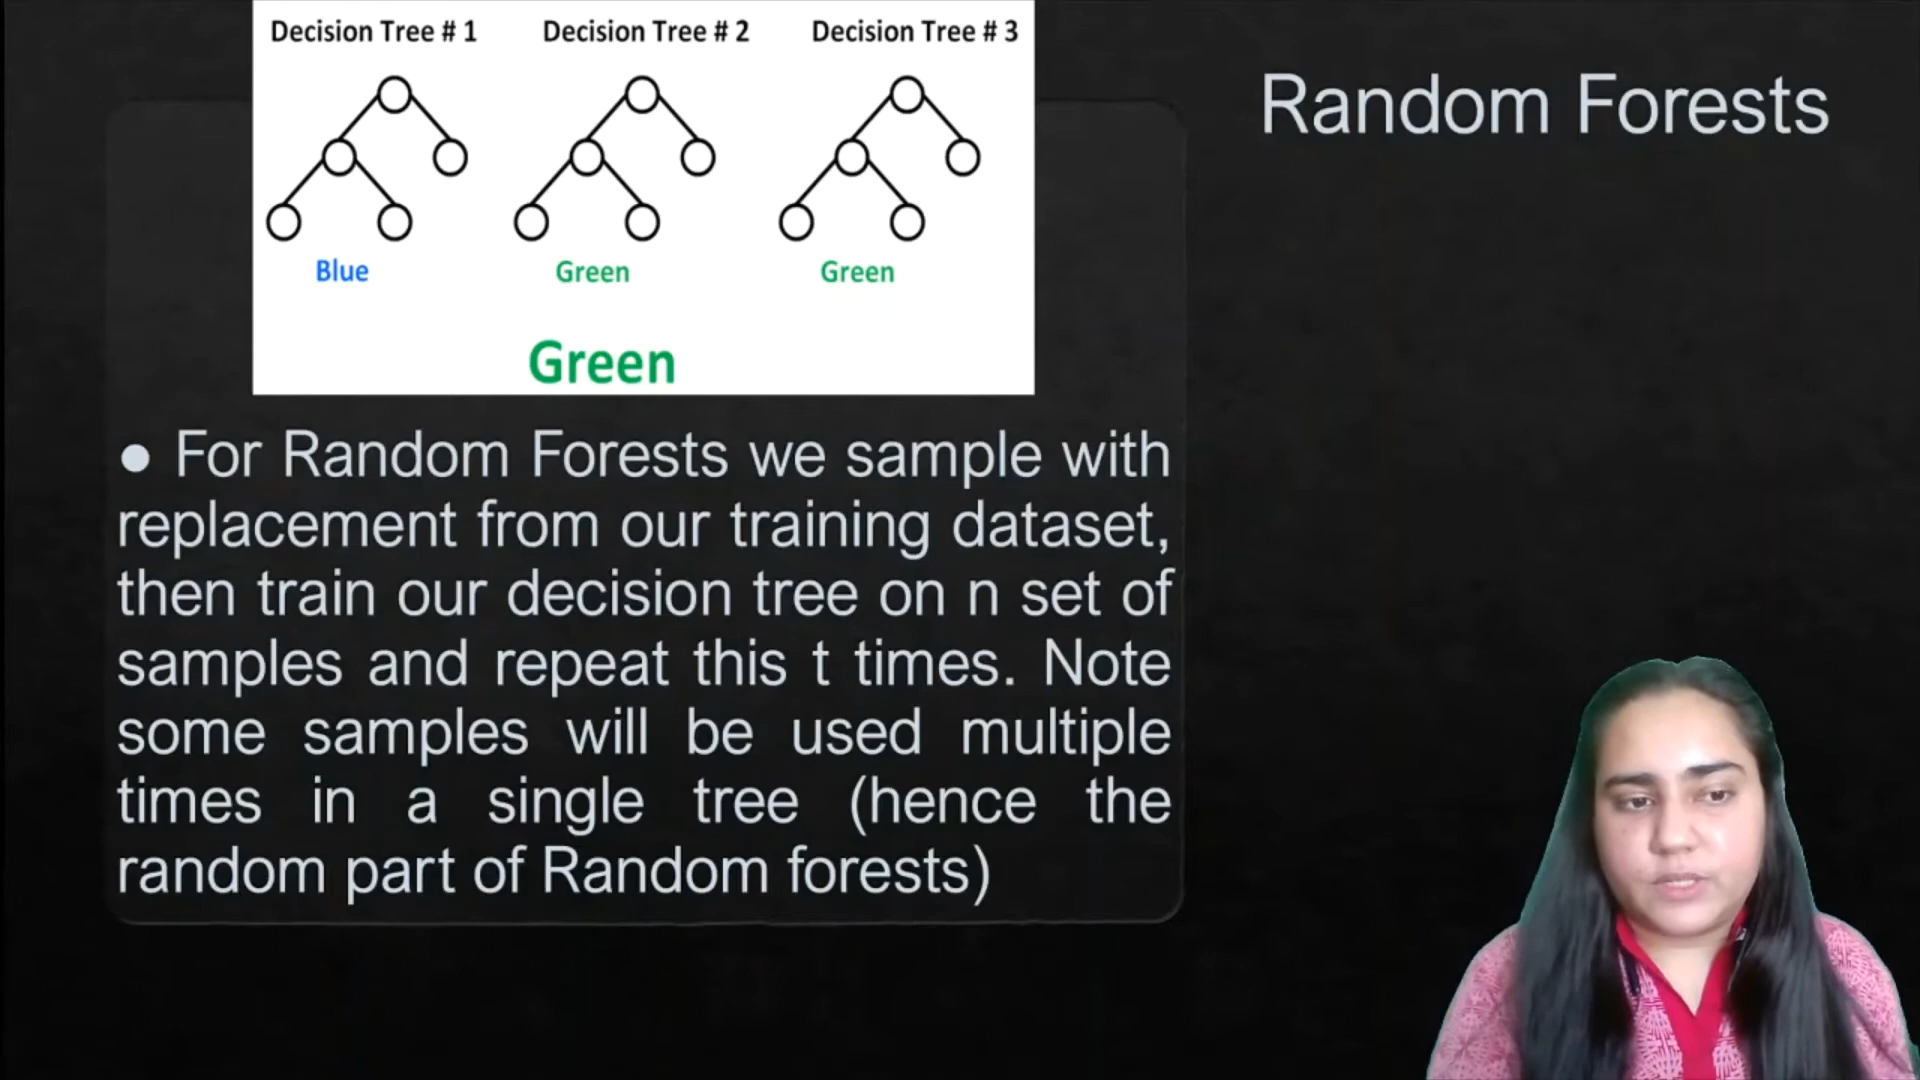 Decision Tree # 1
Decision Tree # 2
Decision Tree # 3
Blue
Green
Green
Green
Random Forests
● For Random Forests we sample with
replacement from our training dataset,
then train our decision tree on n set of
samples and repeat this t times. Note
some samples will be used multiple
times in a single tree (hence the
random part of Random forests)